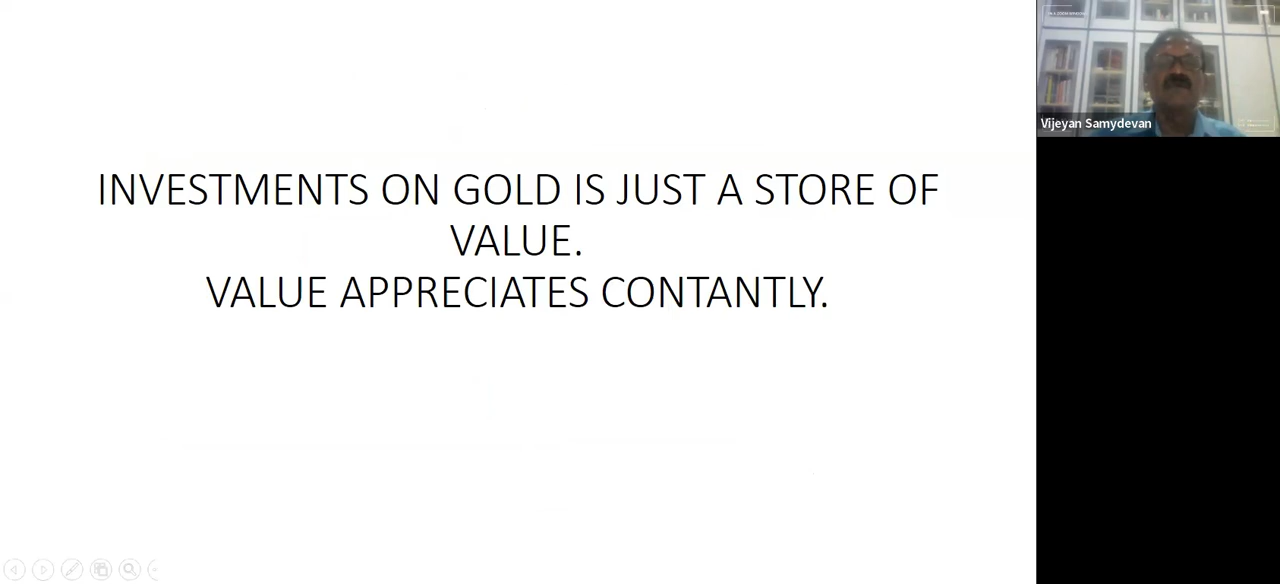 INVESTMENTS ON GOLD IS JUST A STORE OF
VALUE.
VALUE APPRECIATES CONTANTLY.
Vijeyan Samydevan